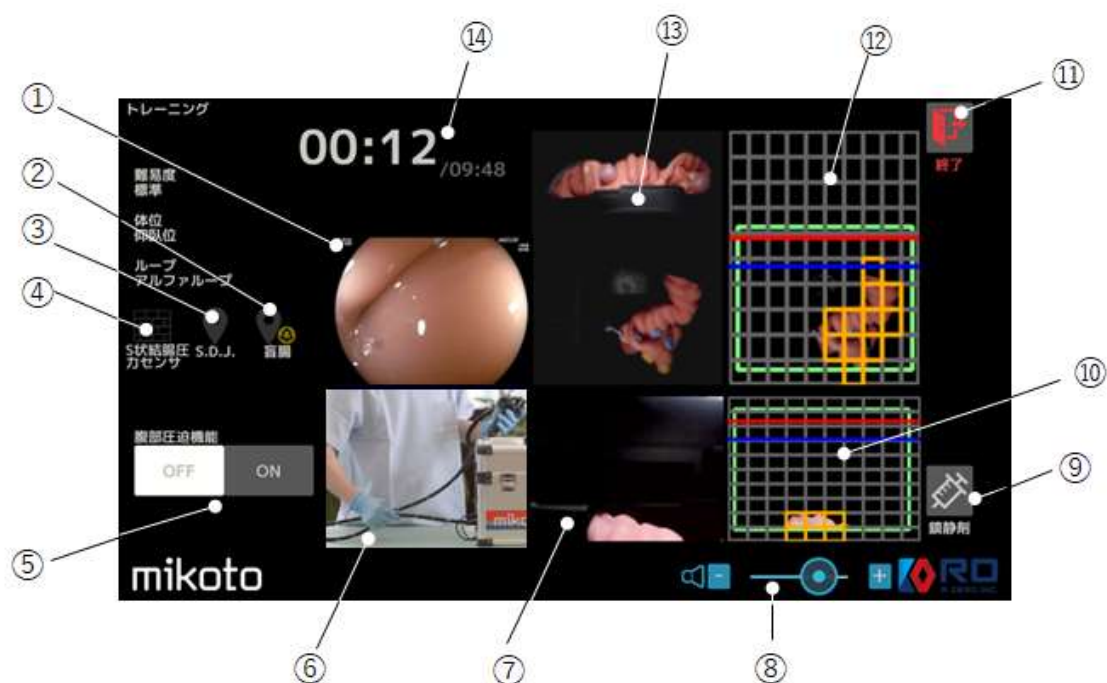 ⑭
⑬
⑫
⑪
①
トレーニング
00:12
/09:48
終了
②
難易度
標準
③
体位
仰臥位
ループ
アルファループ
④
S状結腸圧
力センサ
S.D.J.
盲腸
⑩
腹部圧迫機能
OFF
ON
⑨
鎮静剤
⑤
mikoto
-
+
RO
⑥
⑦
⑧